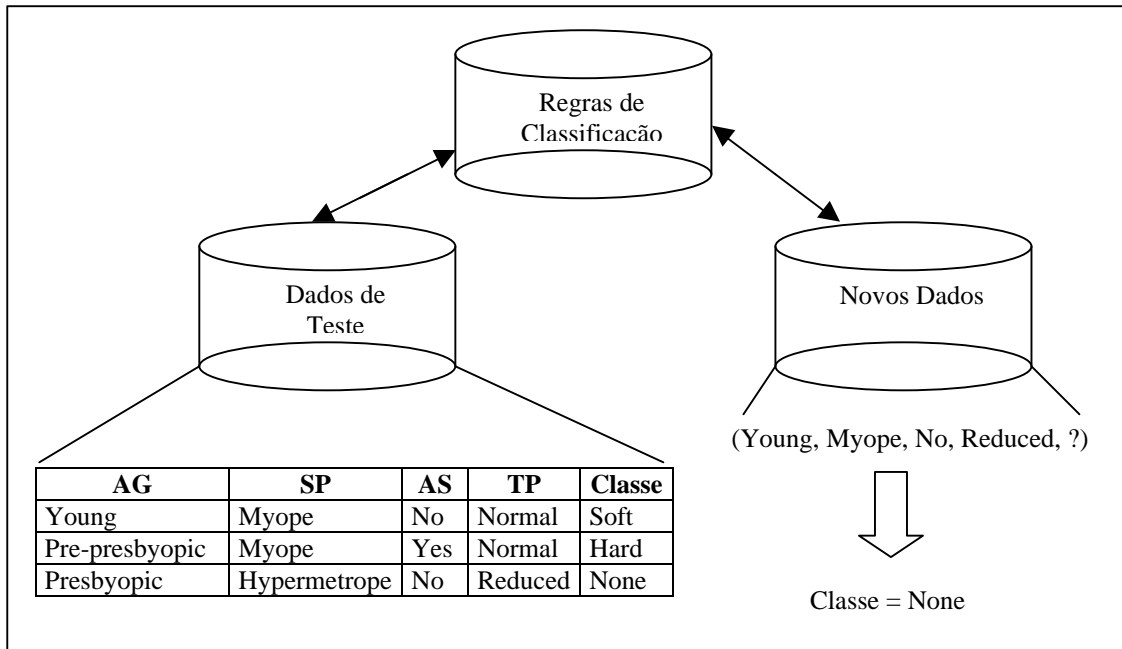 Regras de
Classificação
Dados de
Teste
Novos Dados
(Young, Myope, No, Reduced, ?)
AG SP AS TP Classe
Young Myope No Normal Soft
Pre-presbyopic Myope Yes Normal Hard
Presbyopic Hypermetrope No Reduced None
Classe = None